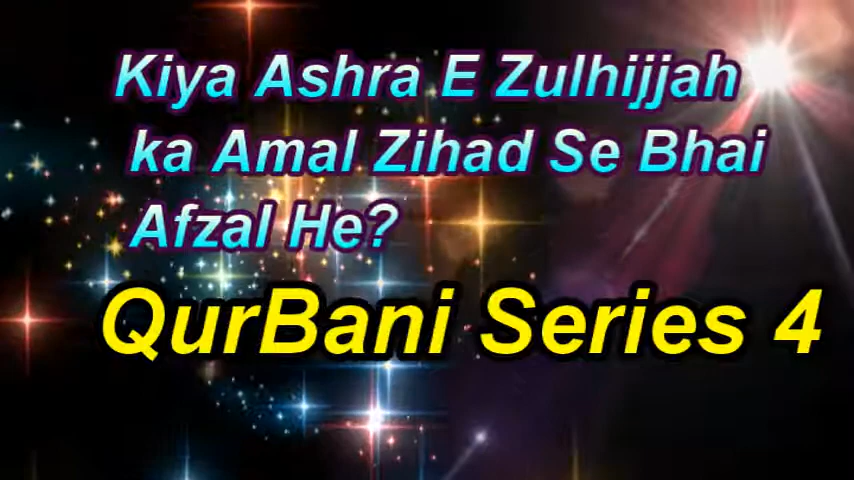 Kiya Ashra E Zulhijjah
ka Amal Zihad Se Bhai
Afzal He?
QurBani Series 4